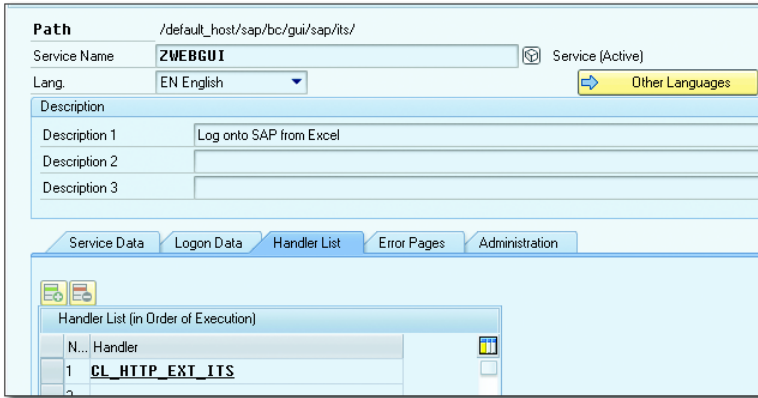 Path /default_host/sap/bc/gui/sap/its/
Service Name ZWEBGUI Service (Active)
Lang. EN English Other Languages
Description
Description 1 Log onto SAP from Excel
Description 2
Description 3
Service Data Logon Data Handler List Error Pages Administration
Handler List (in Order of Execution)
N... Handler
1 CL_HTTP_EXT_ITS